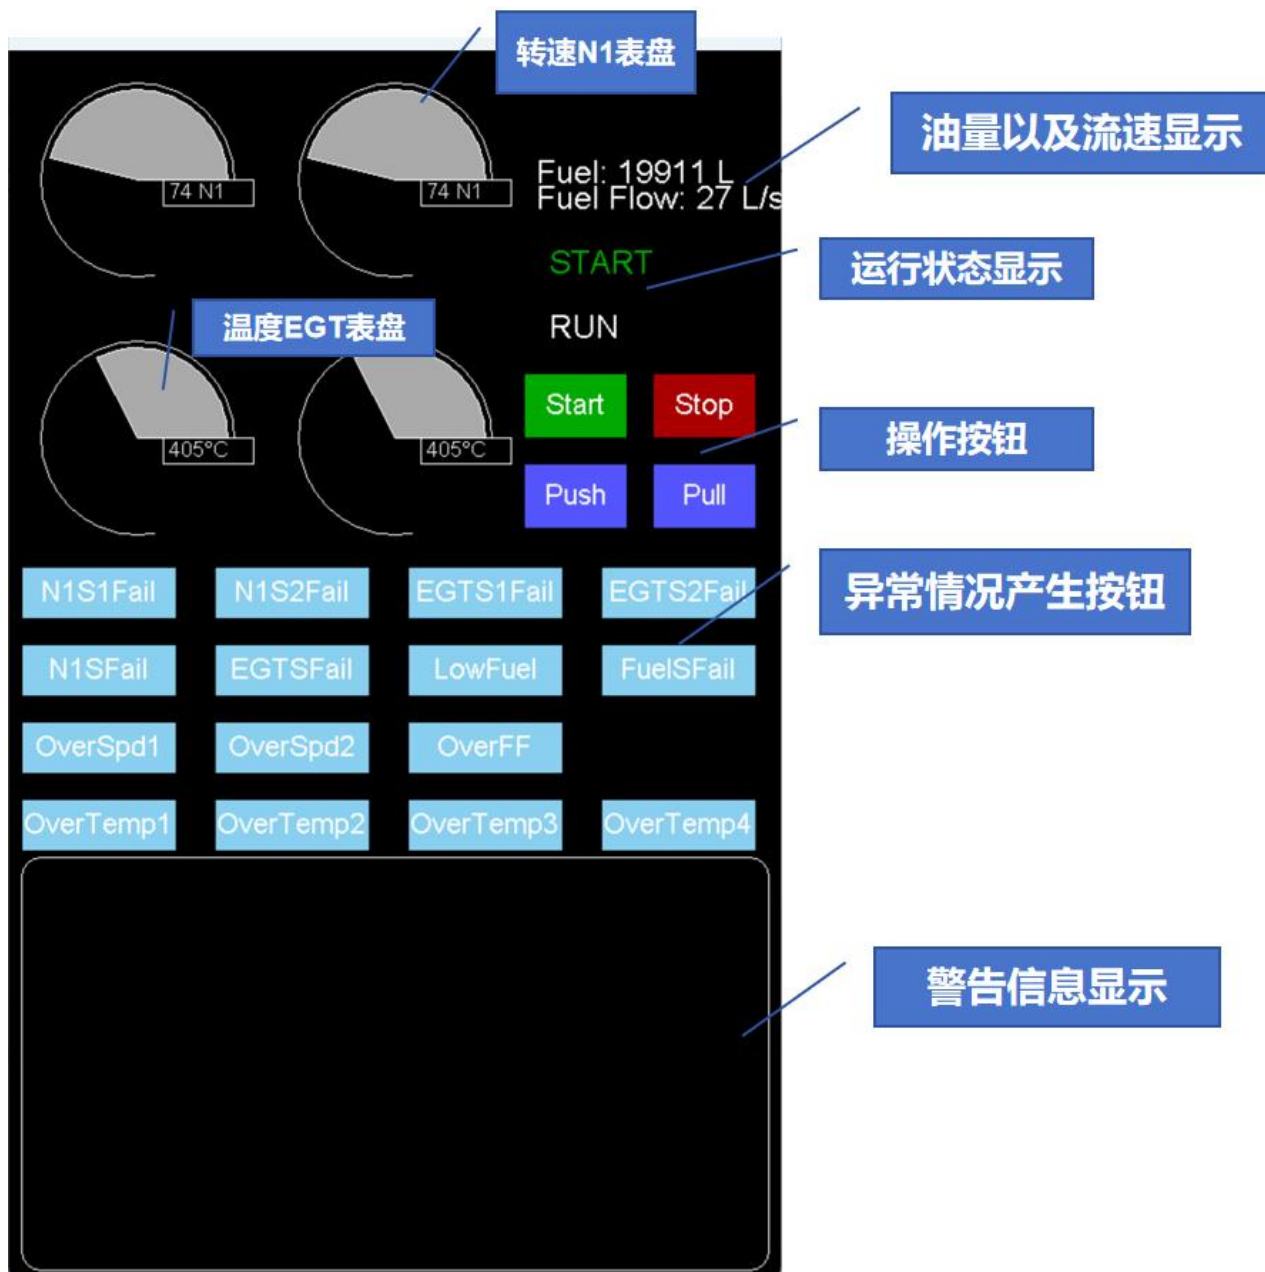 转速N1表盘
油量以及流速显示
74 N1
74 N1
Fuel: 19911 L
Fuel Flow: 27 L/s
START
运行状态显示
温度EGT表盘
RUN
405°C
405°C
Start
Stop
操作按钮
Push
Pull
N1S1Fail
N1S2Fail
EGTS1Fail
EGTS2Fail
异常情况产生按钮
N1SFail
EGTSFail
LowFuel
FuelSFail
OverSpd1
OverSpd2
OverFF
OverTemp1
OverTemp2
OverTemp3
OverTemp4
警告信息显示